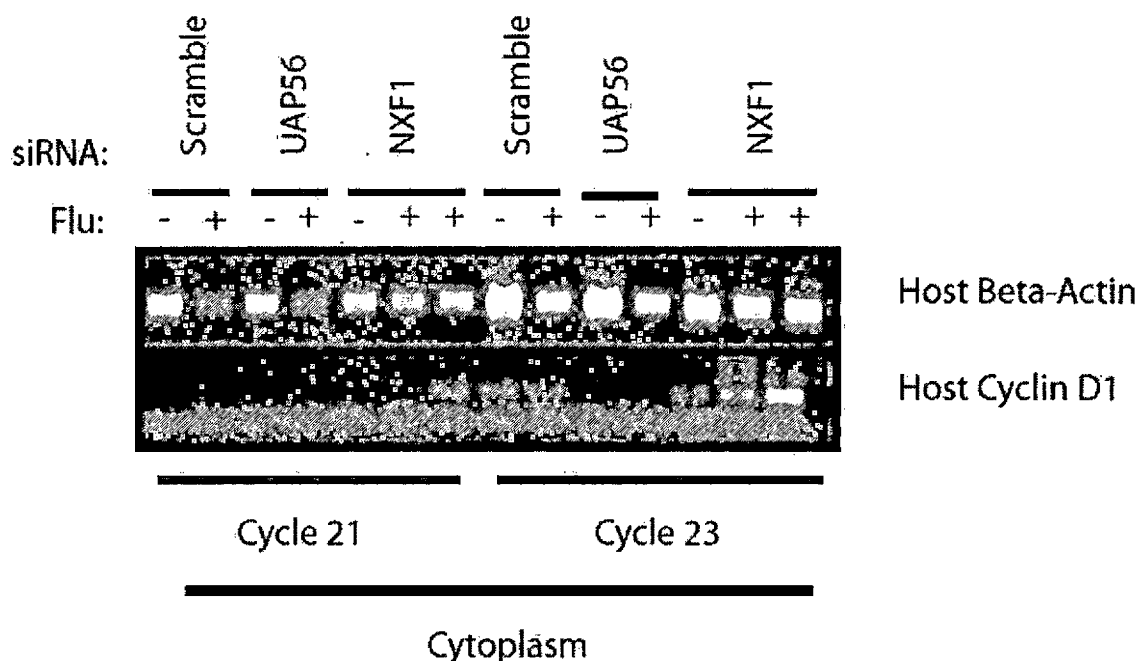 Scramble UAP56 NXF1 Scramble UAP56 NXF1
siRNA:
Flu: - + - + - + + - + - + - + +
Host Beta-Actin
Host Cyclin D1
Cycle 21 Cycle 23
Cytoplasm